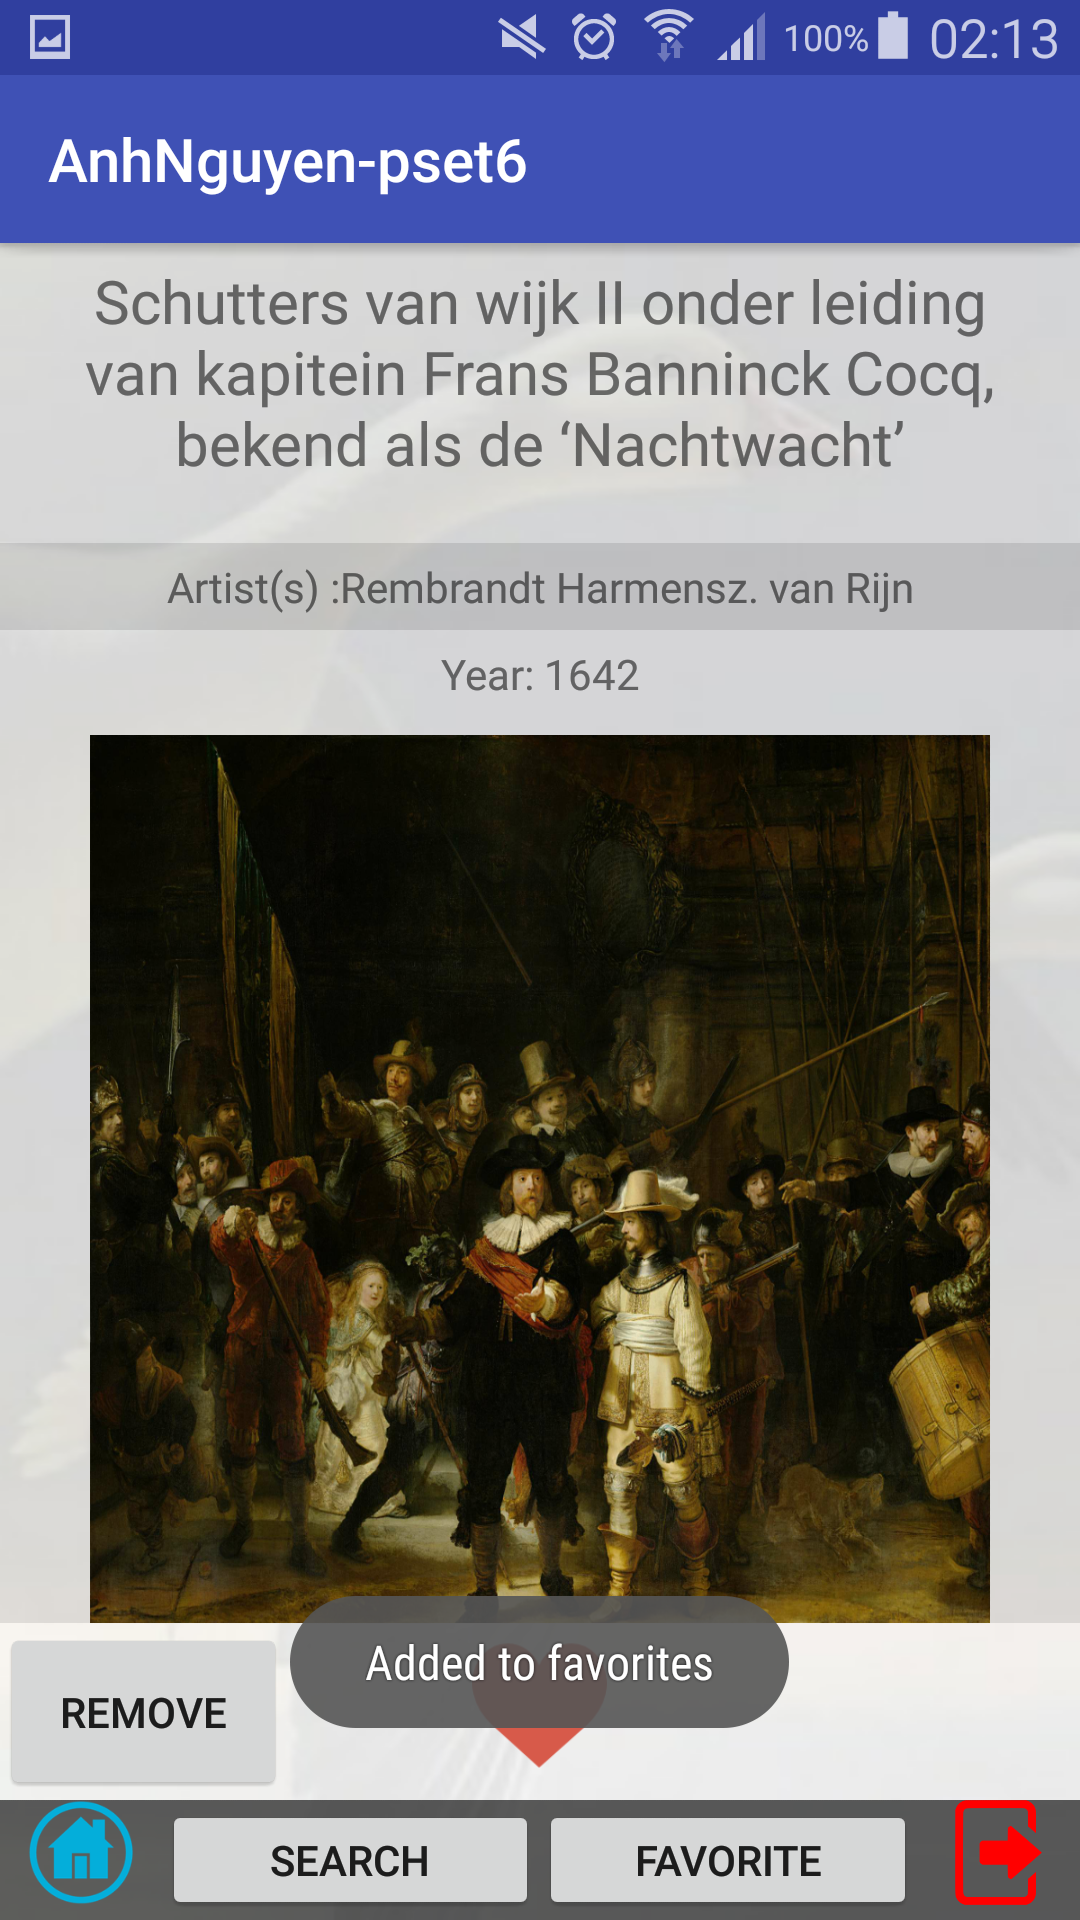 100% 02:13
AnhNguyen-pset6
Schutters van wijk II onder leiding
van kapitein Frans Banninck Cocq,
bekend als de ‘Nachtwacht’
Artist(s) :Rembrandt Harmensz. van Rijn
Year: 1642
Added to favorites
REMOVE
SEARCH
FAVORITE